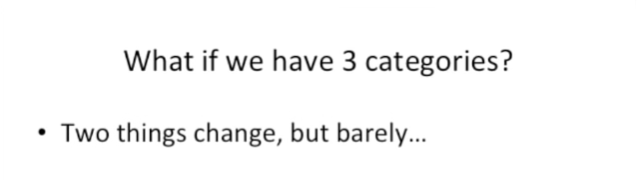 What if we have 3 categories?
• Two things change, but barely...